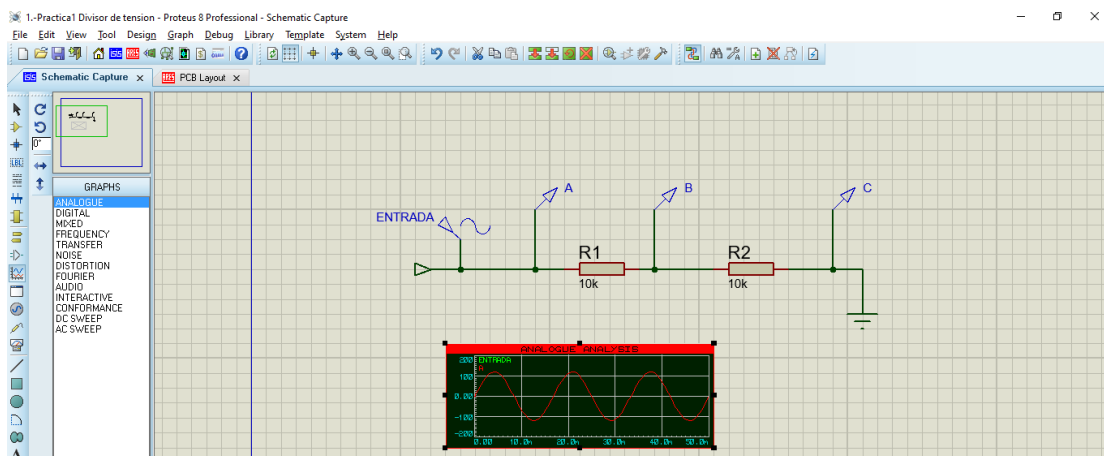 1.-Practica1 Divisor de tension - Proteus 8 Professional - Schematic Capture
File Edit View Tool Design Graph Debug Library Template System Help
Schematic Capture
PCB Layout
0°
LBL
GRAPHS
ANALOGUE
DIGITAL
MIXED
FREQUENCY
TRANSFER
NOISE
DISTORTION
FOURIER
AUDIO
INTERACTIVE
CONFORMANCE
DC SWEEP
AC SWEEP
A B C
ENTRADA
R1 R2
10k 10k
ANALOGUE ANALYSIS
200 ENTRADA
A
100
0.00
-100
-200
0.00 10.0m 20.0m 30.0m 40.0m 50.0m